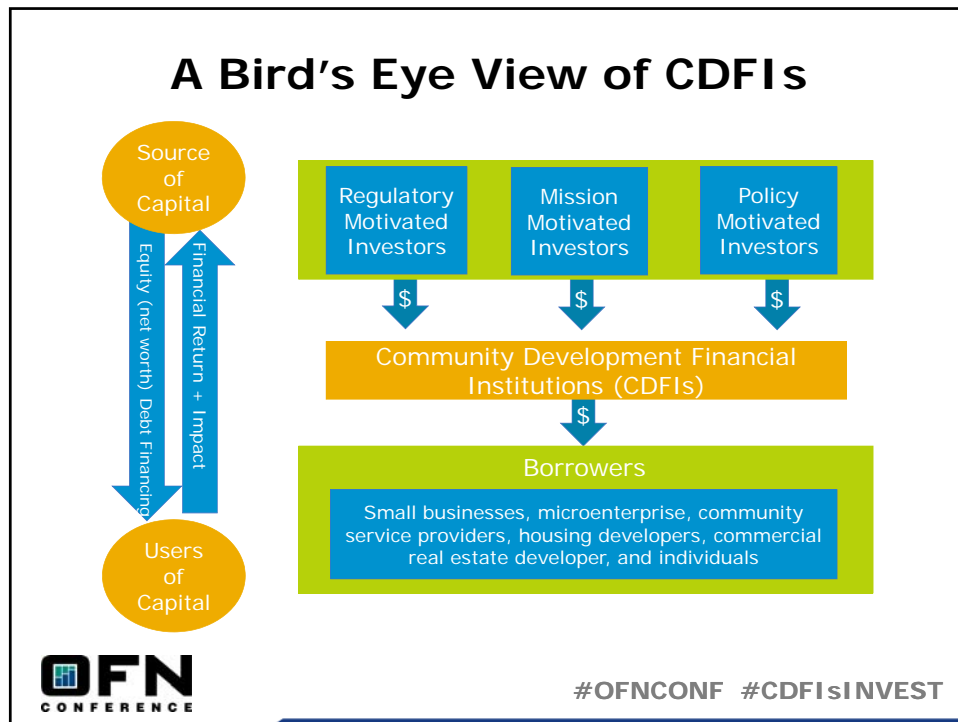 A Bird's Eye View of CDFIs
Source
of
Capital
Equity (net worth) Debt Financing
Financial Return + Impact
Users
of
Capital
Regulatory
Motivated
Investors
Mission
Motivated
Investors
Policy
Motivated
Investors
$
$
$
Community Development Financial
Institutions (CDFIs)
$
Borrowers
Small businesses, microenterprise, community
service providers, housing developers, commercial
real estate developer, and individuals
OFN
CONFERENCE
#OFNCONF #CDFIsINVEST